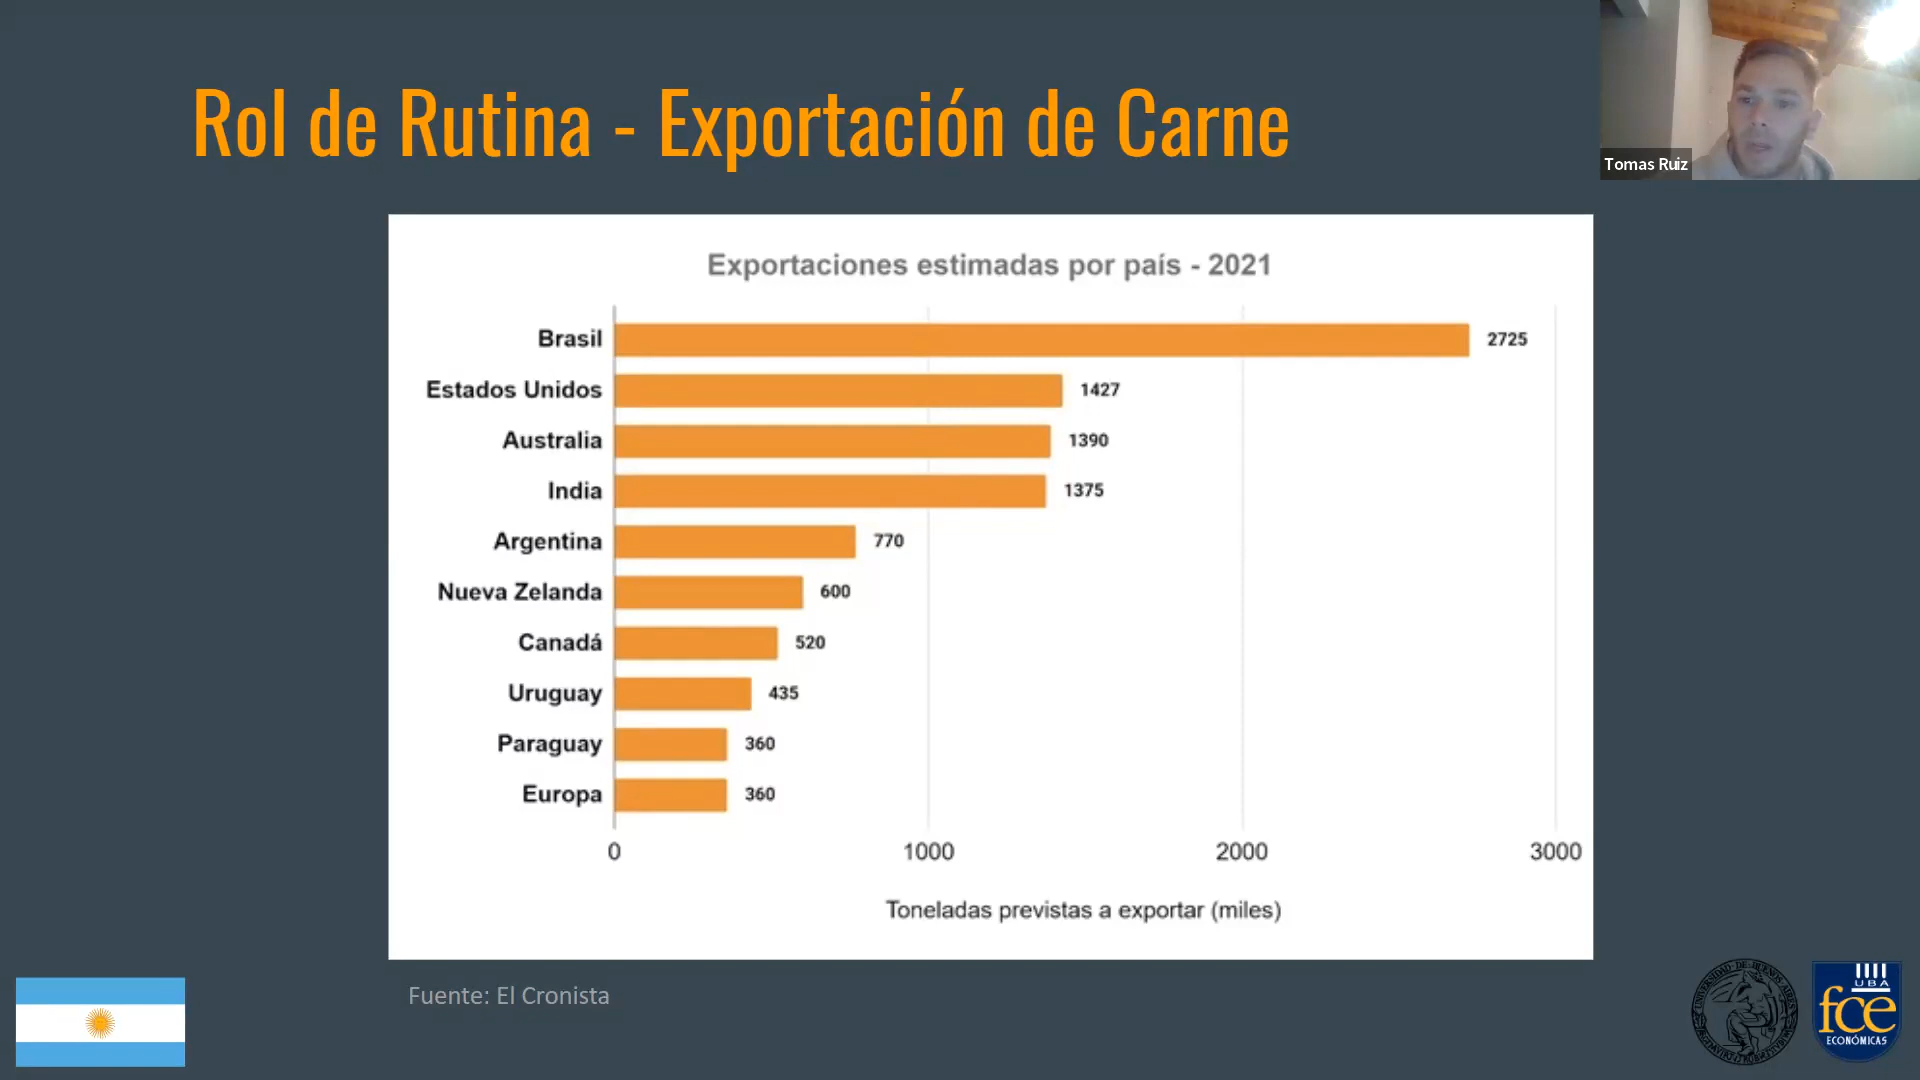 Rol de Rutina - Exportación de Carne
Tomas Ruiz
Exportaciones estimadas por país - 2021
Brasil 2725
Estados Unidos 1427
Australia 1390
India 1375
Argentina 770
Nueva Zelanda 600
Canadá 520
Uruguay 435
Paraguay 360
Europa 360
0 1000 2000 3000
Toneladas previstas a exportar (miles)
Fuente: El Cronista
UBA
fce
ECONÓMICAS